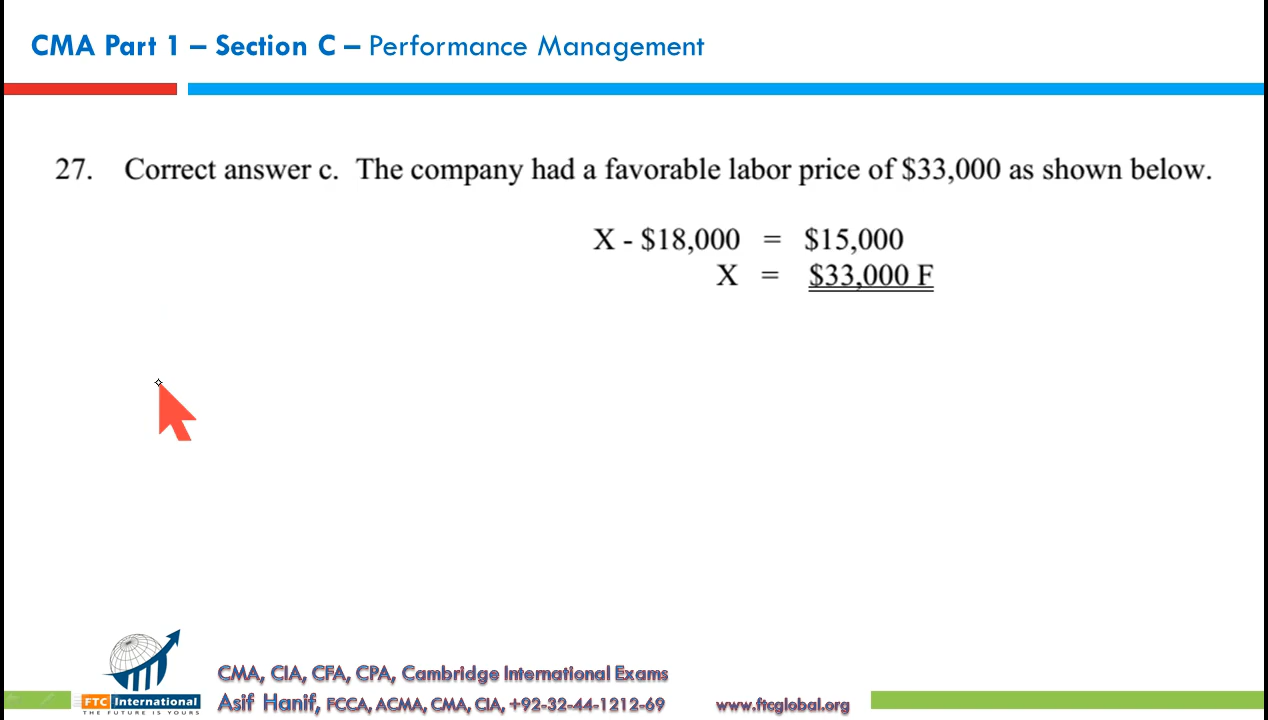 CMA Part 1 – Section C – Performance Management
27. Correct answer c. The company had a favorable labor price of $33,000 as shown below.
X - $18,000 = $15,000
X = $33,000 F
FTC International
THE FUTURE IS YOURS
CMA, CIA, CFA, CPA, Cambridge International Exams
Asif Hanif, FCCA, ACMA, CMA, CIA, +92-32-44-1212-69 www.ftcglobal.org